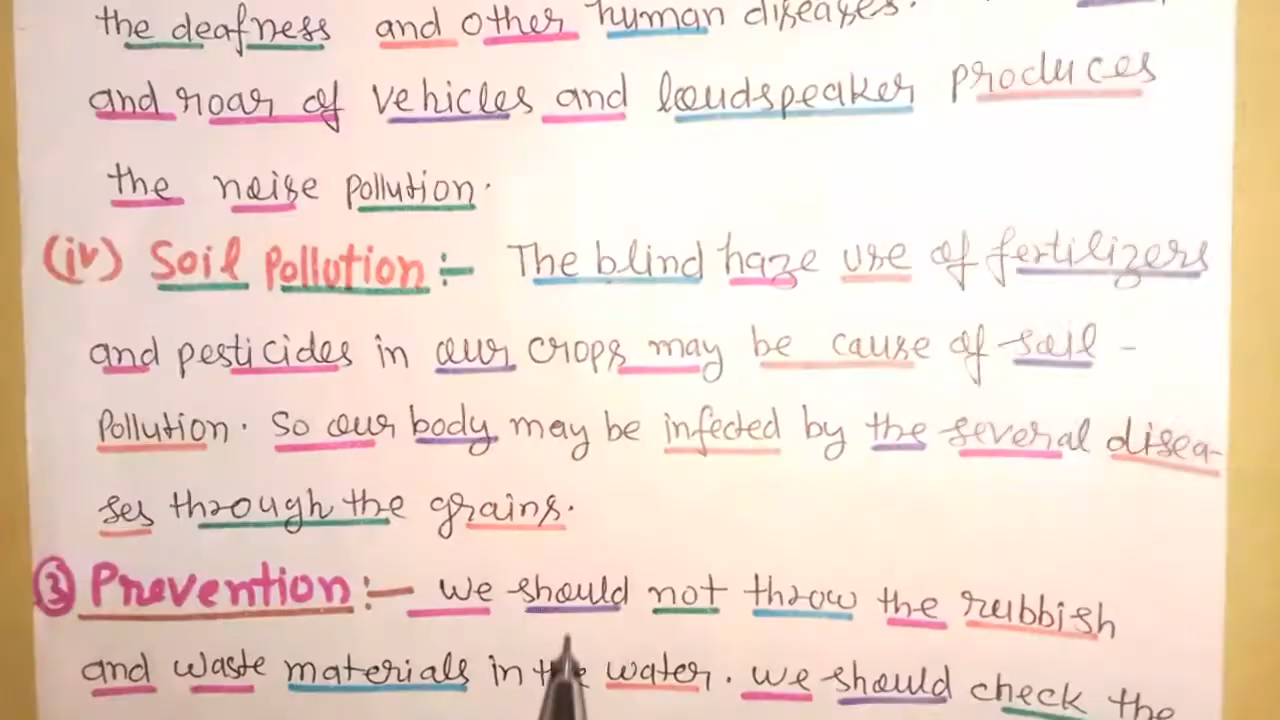 the deafness and other human diseases.
and roar of vehicles and loudspeaker produces
the noise pollution.
(iv) Soil Pollution:- The blind haze use of fertilizers
and pesticides in our crops may be cause of soil -
Pollution. So our body may be infected by the several disea-
ses through the grains.
③ Prevention:- We should not throw the rubbish
and waste materials in the water. We should check the